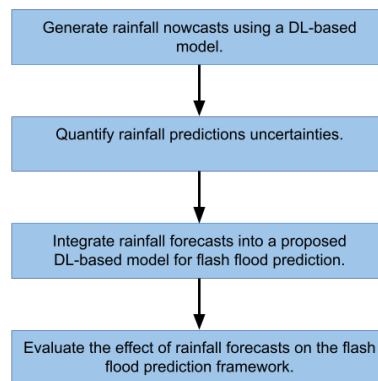 Generate rainfall nowcasts using a DL-based
model.
Quantify rainfall predictions uncertainties.
Integrate rainfall forecasts into a proposed
DL-based model for flash flood prediction.
Evaluate the effect of rainfall forecasts on the flash
flood prediction framework.